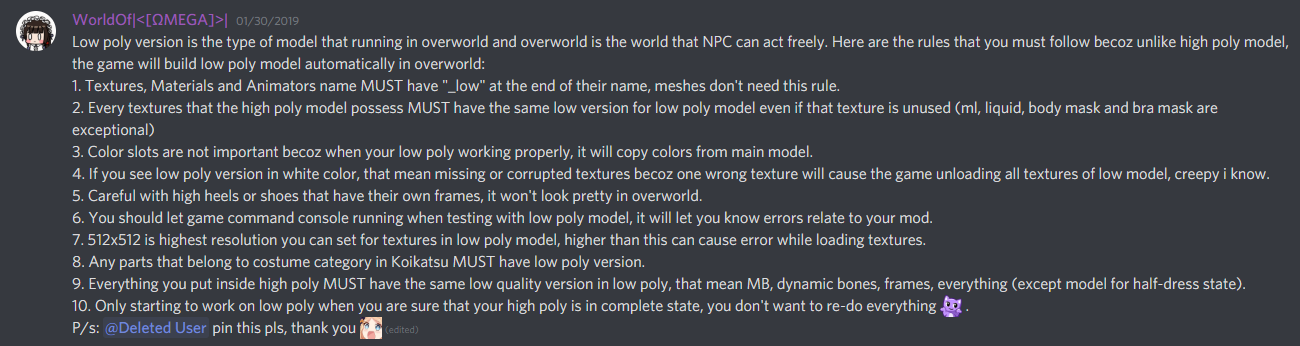 WorldOf|<[ΩMEGA]>| 01/30/2019
Low poly version is the type of model that running in overworld and overworld is the world that NPC can act freely. Here are the rules that you must follow becoz unlike high poly model,
the game will build low poly model automatically in overworld:
1. Textures, Materials and Animators name MUST have "_low" at the end of their name, meshes don't need this rule.
2. Every textures that the high poly model possess MUST have the same low version for low poly model even if that texture is unused (ml, liquid, body mask and bra mask are
exceptional)
3. Color slots are not important becoz when your low poly working properly, it will copy colors from main model.
4. If you see low poly version in white color, that mean missing or corrupted textures becoz one wrong texture will cause the game unloading all textures of low model, creepy i know.
5. Careful with high heels or shoes that have their own frames, it won't look pretty in overworld.
6. You should let game command console running when testing with low poly model, it will let you know errors relate to your mod.
7. 512x512 is highest resolution you can set for textures in low poly model, higher than this can cause error while loading textures.
8. Any parts that belong to costume category in Koikatsu MUST have low poly version.
9. Everything you put inside high poly MUST have the same low quality version in low poly, that mean MB, dynamic bones, frames, everything (except model for half-dress state).
10. Only starting to work on low poly when you are sure that your high poly is in complete state, you don't want to re-do everything .
P/s: @Deleted User pin this pls, thank you (edited)